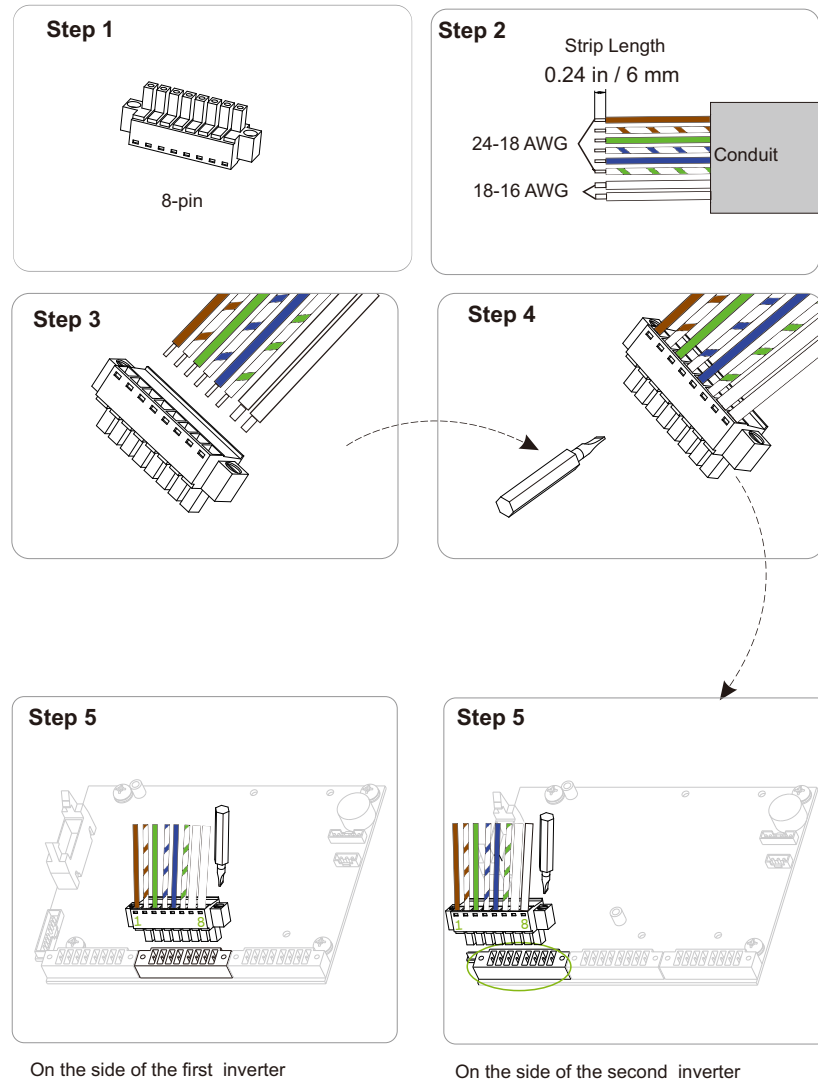 Step 1
8-pin
Step 2
Strip Length
0.24 in / 6 mm
24-18 AWG
Conduit
18-16 AWG
Step 3
Step 4
Step 5
1 8
On the side of the first inverter
Step 5
1 8
On the side of the second inverter